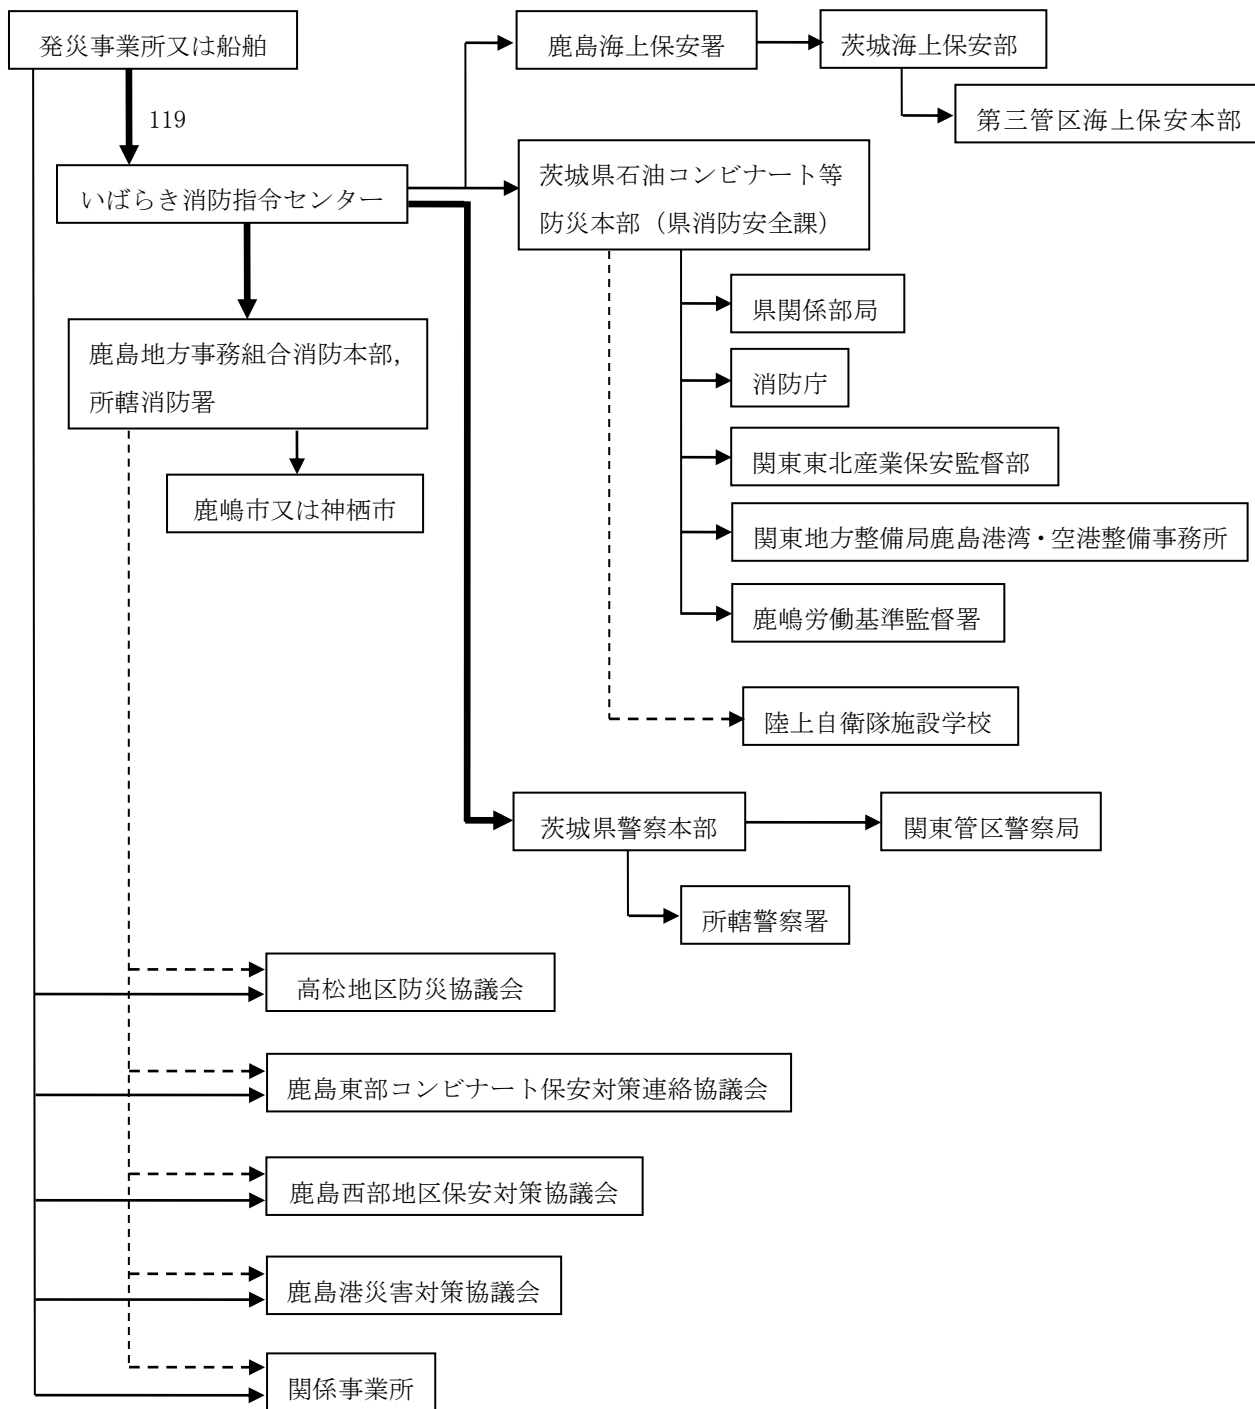 発災事業所又は船舶
鹿島海上保安署
茨城海上保安部
119
第三管区海上保安本部
いばらき消防指令センター
茨城県石油コンビナート等
防災本部（県消防安全課）
県関係部局
鹿島地方事務組合消防本部,
所轄消防署
消防庁
関東東北産業保安監督部
鹿嶋市又は神栖市
関東地方整備局鹿島港湾・空港整備事務所
鹿嶋労働基準監督署
陸上自衛隊施設学校
茨城県警察本部
関東管区警察局
所轄警察署
高松地区防災協議会
鹿島東部コンビナート保安対策連絡協議会
鹿島西部地区保安対策協議会
鹿島港災害対策協議会
関係事業所